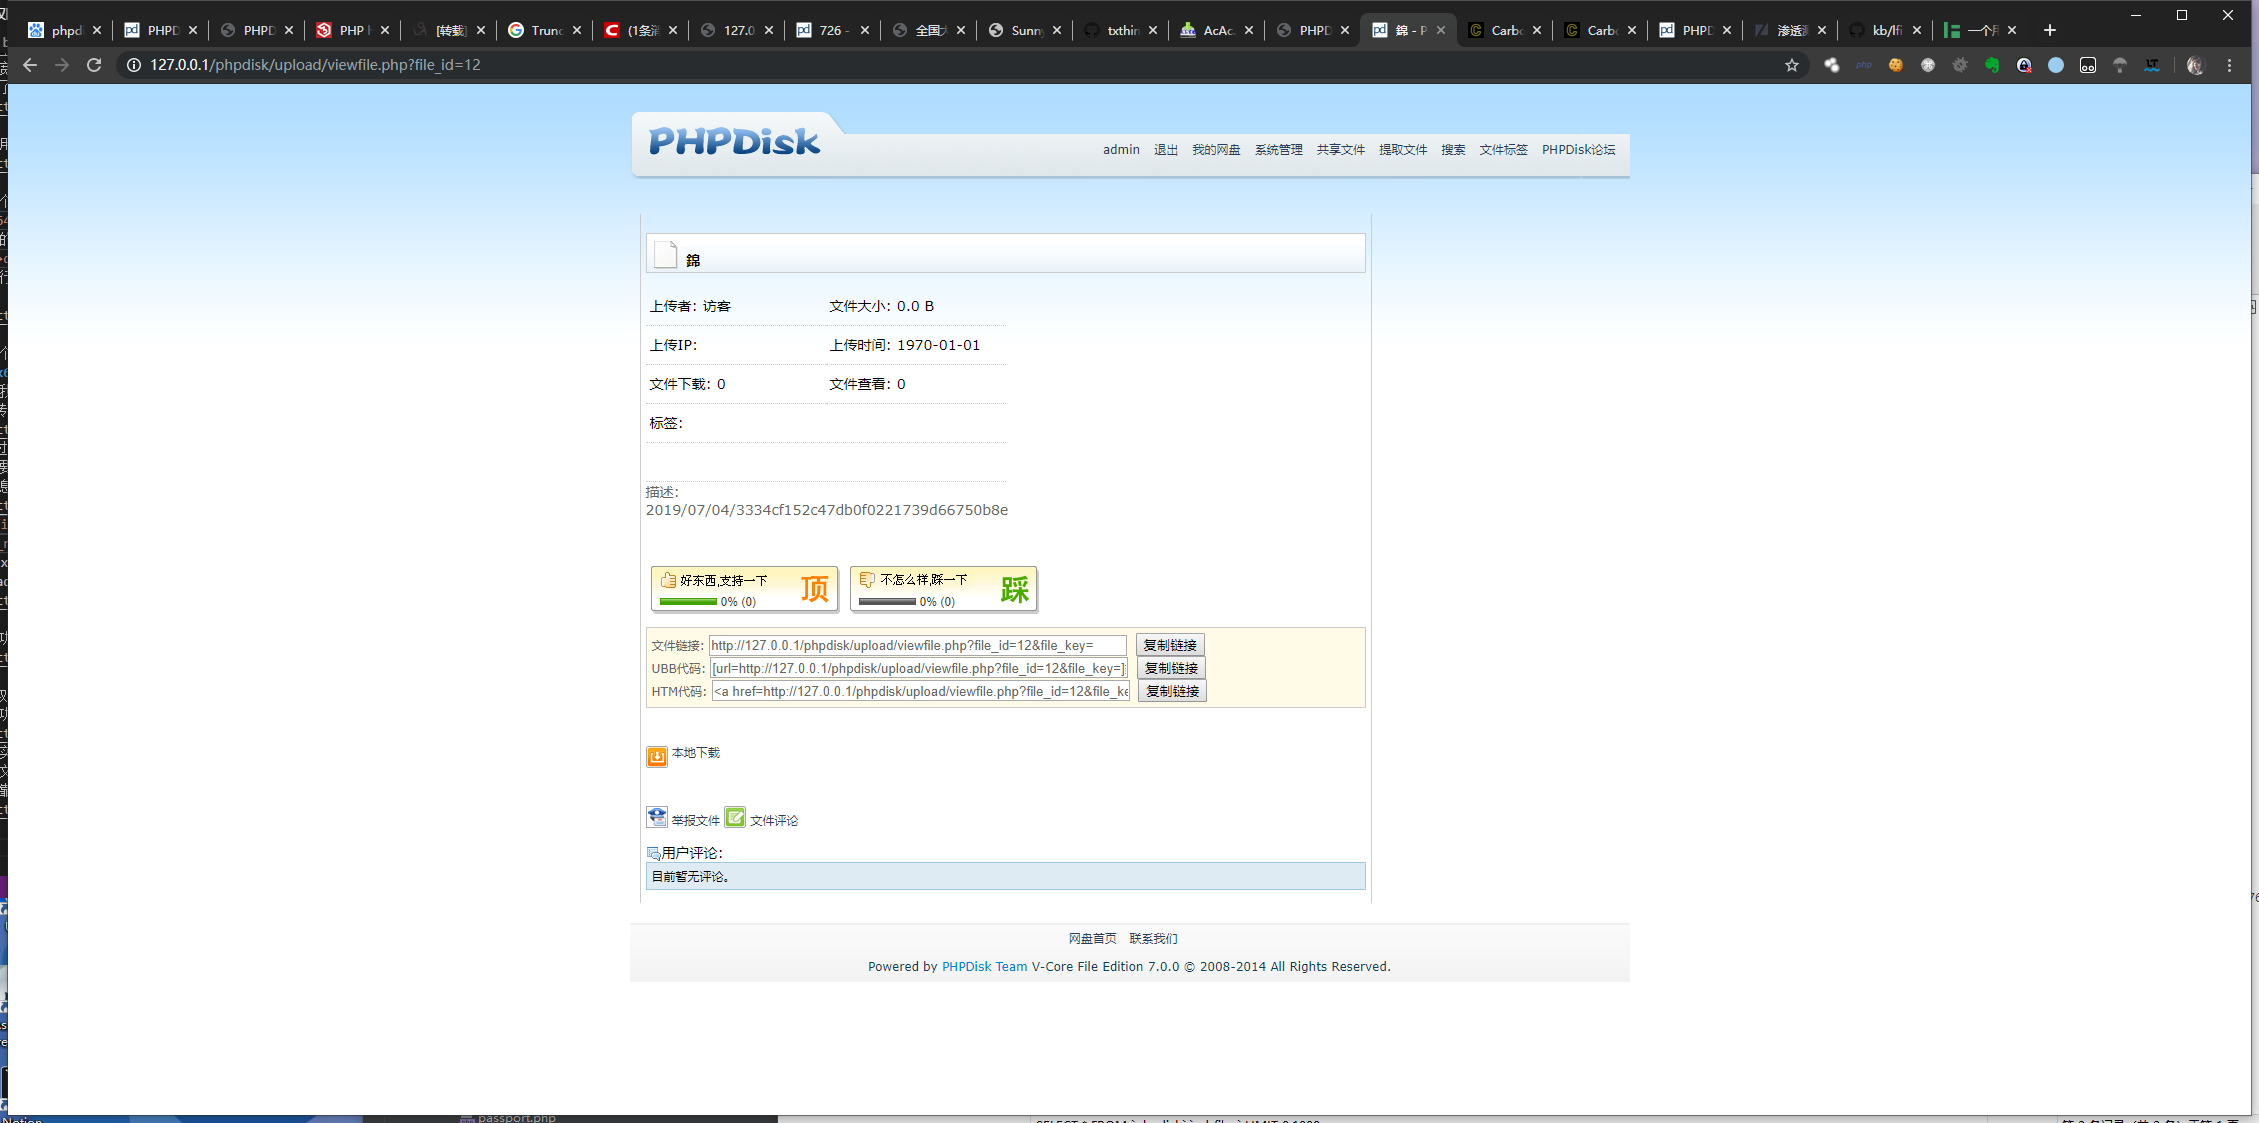 phpd
PHPD
PHPD
PHP h
[转载]
Trunc
(1条消
127.0
726 -
全国大
Sunny
txthin
AcAc
PHPD
錦 - P
Carbo
Carbo
PHPD
渗透测
kb/lfi
一个月
127.0.0.1/phpdisk/upload/viewfile.php?file_id=12
PHPDisk
admin 退出 我的网盘 系统管理 共享文件 提取文件 搜索 文件标签 PHPDisk论坛
錦
上传者：访客 文件大小：0.0 B
上传IP： 上传时间：1970-01-01
文件下载：0 文件查看：0
标签：
描述：
2019/07/04/3334cf152c47db0f0221739d66750b8e
好东西,支持一下 顶
0% (0)
不怎么样,踩一下 踩
0% (0)
文件链接: http://127.0.0.1/phpdisk/upload/viewfile.php?file_id=12&file_key= 复制链接
UBB代码: [url=http://127.0.0.1/phpdisk/upload/viewfile.php?file_id=12&file_key=] 复制链接
HTM代码: <a href=http://127.0.0.1/phpdisk/upload/viewfile.php?file_id=12&file_ke 复制链接
本地下载
举报文件 文件评论
用户评论：
目前暂无评论。
网盘首页 联系我们
Powered by PHPDisk Team V-Core File Edition 7.0.0 © 2008-2014 All Rights Reserved.
passport.php